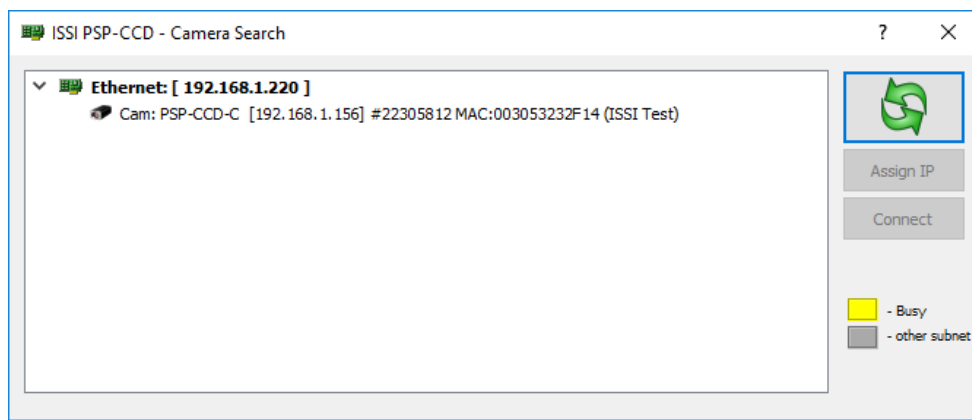 ISSI PSP-CCD - Camera Search
Ethernet: [ 192.168.1.220 ]
Cam: PSP-CCD-C [192.168.1.156] #22305812 MAC:003053232F14 (ISSI Test)
Assign IP
Connect
- Busy
- other subnet